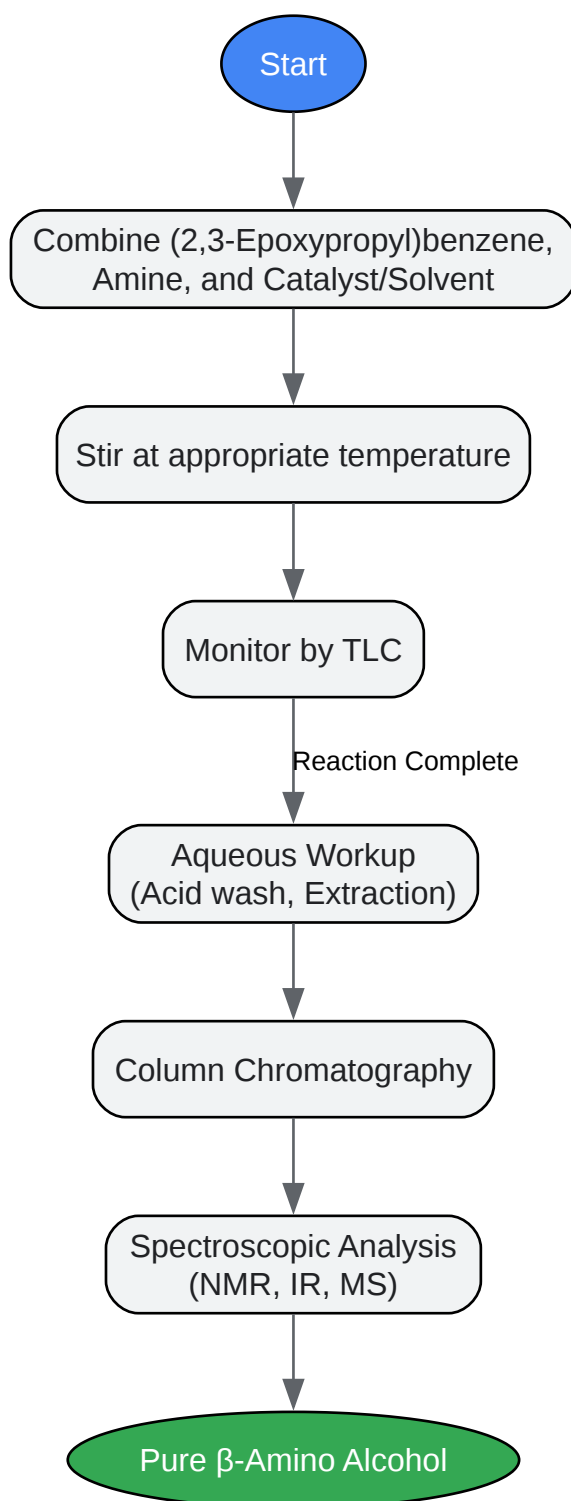 Start
Combine (2,3-Epoxypropyl)benzene,
Amine, and Catalyst/Solvent
Stir at appropriate temperature
Monitor by TLC
Reaction Complete
Aqueous Workup
(Acid wash, Extraction)
Column Chromatography
Spectroscopic Analysis
(NMR, IR, MS)
Pure β-Amino Alcohol